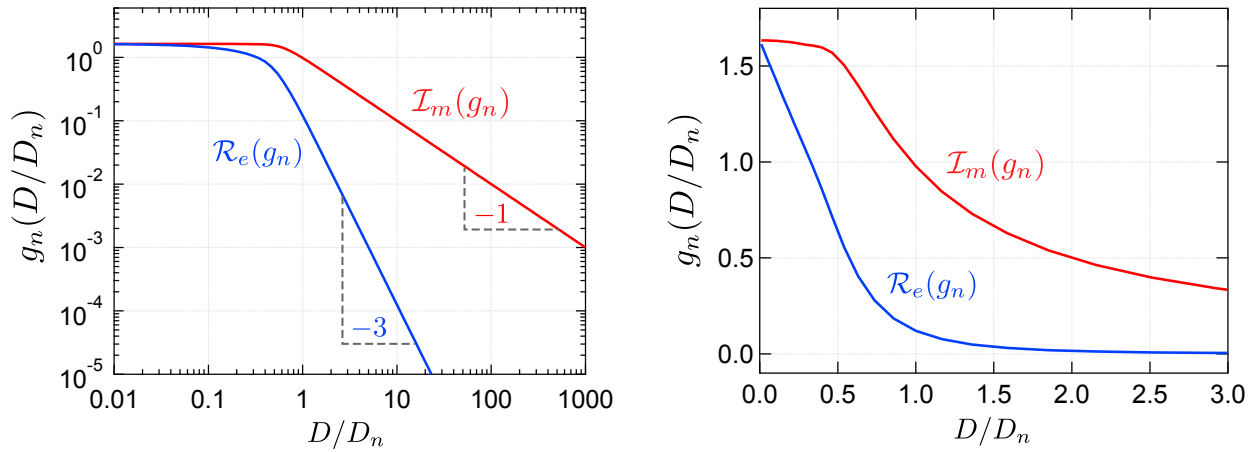 g_n(D/D_n)
10^0
10^-1
10^-2
10^-3
10^-4
10^-5
ℐ_m(g_n)
ℛ_e(g_n)
−1
−3
0.01 0.1 1 10 100 1000
D/D_n
g_n(D/D_n)
1.5
1.0
0.5
0.0
ℐ_m(g_n)
ℛ_e(g_n)
0.0 0.5 1.0 1.5 2.0 2.5 3.0
D/D_n